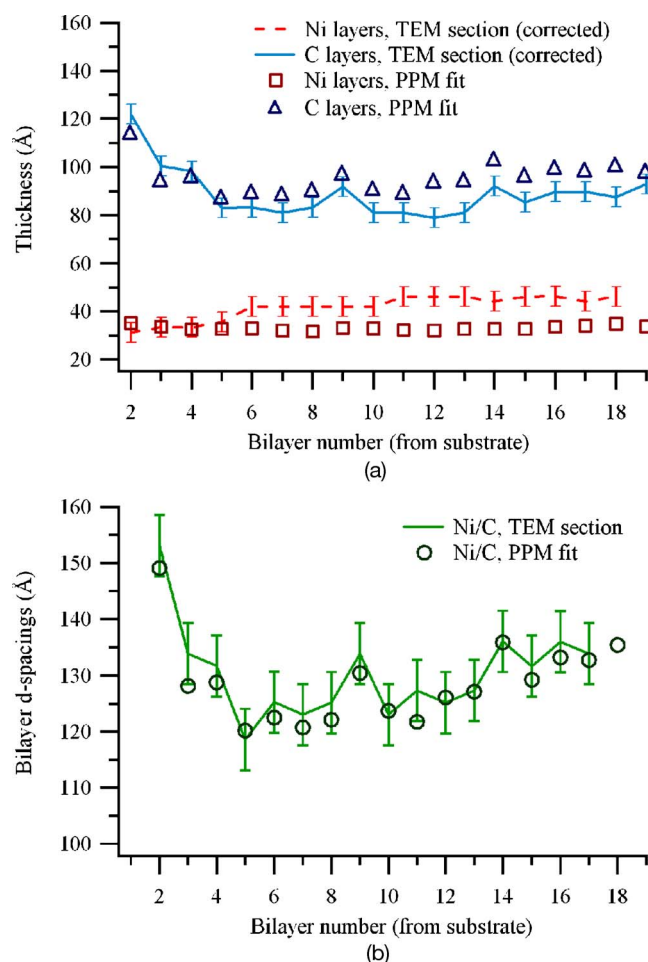 160
140
120
100
80
60
40
20
Thickness (Å)
Ni layers, TEM section (corrected)
C layers, TEM section (corrected)
Ni layers, PPM fit
C layers, PPM fit
2 4 6 8 10 12 14 16 18
Bilayer number (from substrate)
(a)
160
150
140
130
120
110
100
Bilayer d-spacings (Å)
Ni/C, TEM section
Ni/C, PPM fit
2 4 6 8 10 12 14 16 18
Bilayer number (from substrate)
(b)